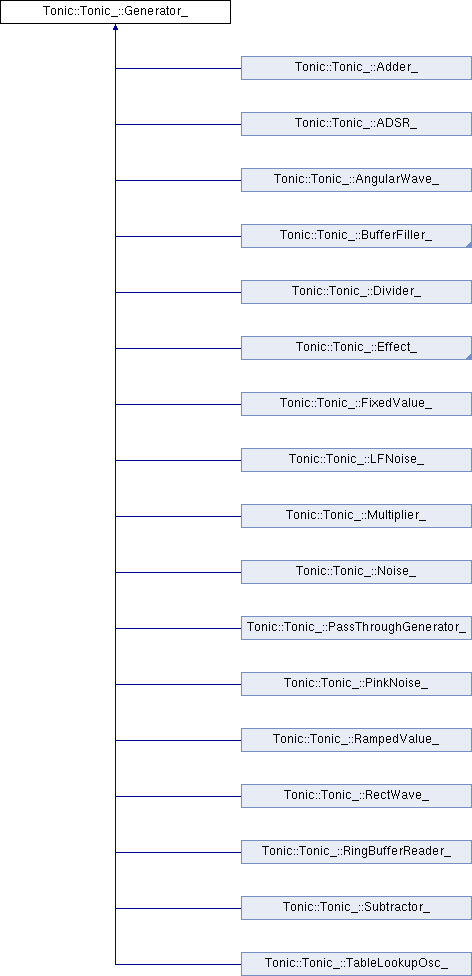 Tonic::Tonic_::Generator_
Tonic::Tonic_::Adder_
Tonic::Tonic_::ADSR_
Tonic::Tonic_::AngularWave_
Tonic::Tonic_::BufferFiller_
Tonic::Tonic_::Divider_
Tonic::Tonic_::Effect_
Tonic::Tonic_::FixedValue_
Tonic::Tonic_::LFNoise_
Tonic::Tonic_::Multiplier_
Tonic::Tonic_::Noise_
Tonic::Tonic_::PassThroughGenerator_
Tonic::Tonic_::PinkNoise_
Tonic::Tonic_::RampedValue_
Tonic::Tonic_::RectWave_
Tonic::Tonic_::RingBufferReader_
Tonic::Tonic_::Subtractor_
Tonic::Tonic_::TableLookupOsc_